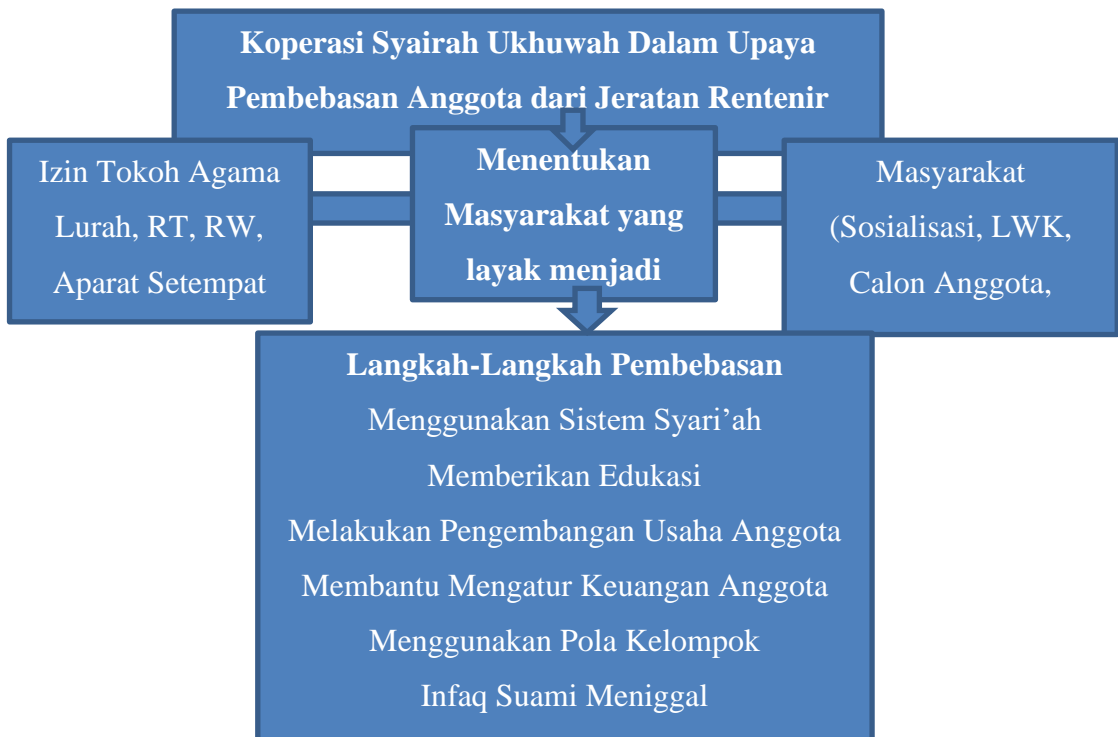 Koperasi Syairah Ukhuwah Dalam Upaya
Pembebasan Anggota dari Jeratan Rentenir
Izin Tokoh Agama
Lurah, RT, RW,
Aparat Setempat
Menentukan
Masyarakat yang
layak menjadi
Masyarakat
(Sosialisasi, LWK,
Calon Anggota,
Langkah-Langkah Pembebasan
Menggunakan Sistem Syari’ah
Memberikan Edukasi
Melakukan Pengembangan Usaha Anggota
Membantu Mengatur Keuangan Anggota
Menggunakan Pola Kelompok
Infaq Suami Meniggal